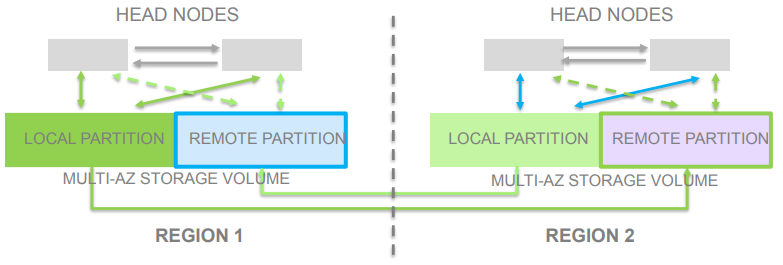 HEAD NODES
HEAD NODES
LOCAL PARTITION
REMOTE PARTITION
LOCAL PARTITION
REMOTE PARTITION
MULTI-AZ STORAGE VOLUME
MULTI-AZ STORAGE VOLUME
REGION 1
REGION 2